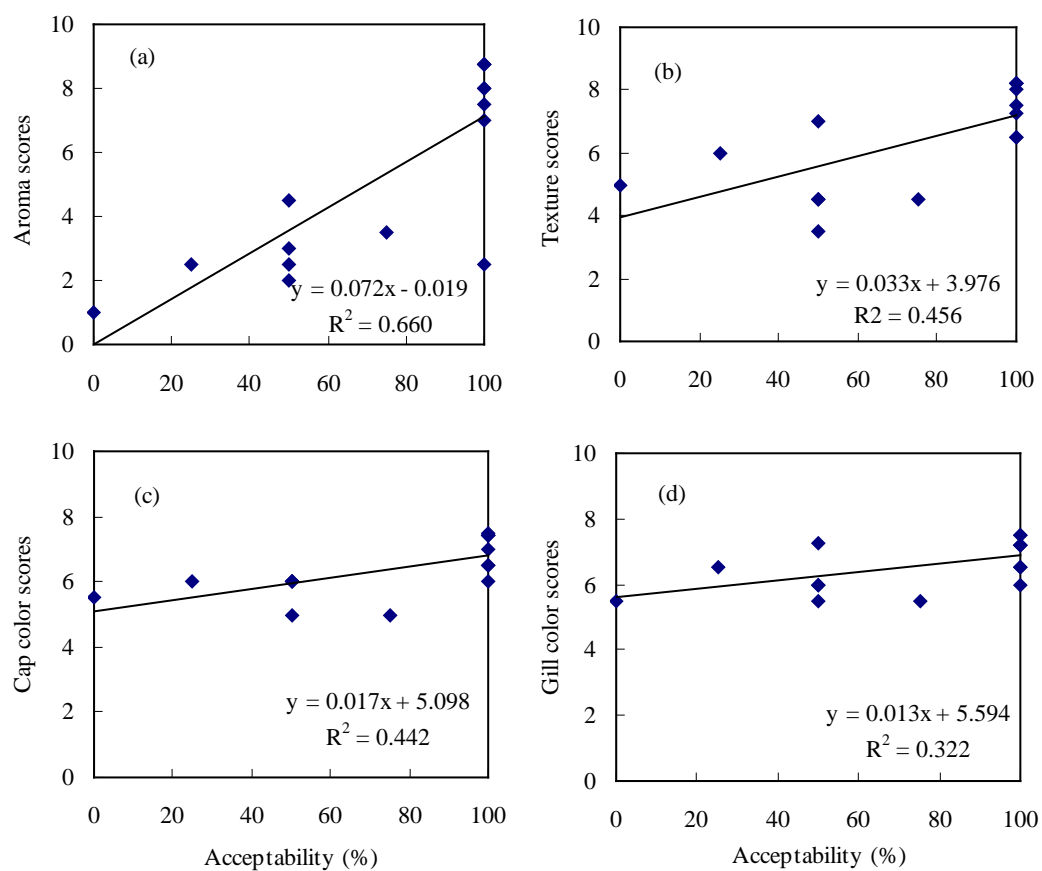 10
8
6
4
2
0
Aroma scores
(a)
y = 0.072x - 0.019
R² = 0.660
0 20 40 60 80 100
10
8
6
4
2
0
Texture scores
(b)
y = 0.033x + 3.976
R2 = 0.456
0 20 40 60 80 100
10
8
6
4
2
0
Cap color scores
(c)
y = 0.017x + 5.098
R² = 0.442
0 20 40 60 80 100
Acceptability (%)
10
8
6
4
2
0
Gill color scores
(d)
y = 0.013x + 5.594
R² = 0.322
0 20 40 60 80 100
Acceptability (%)